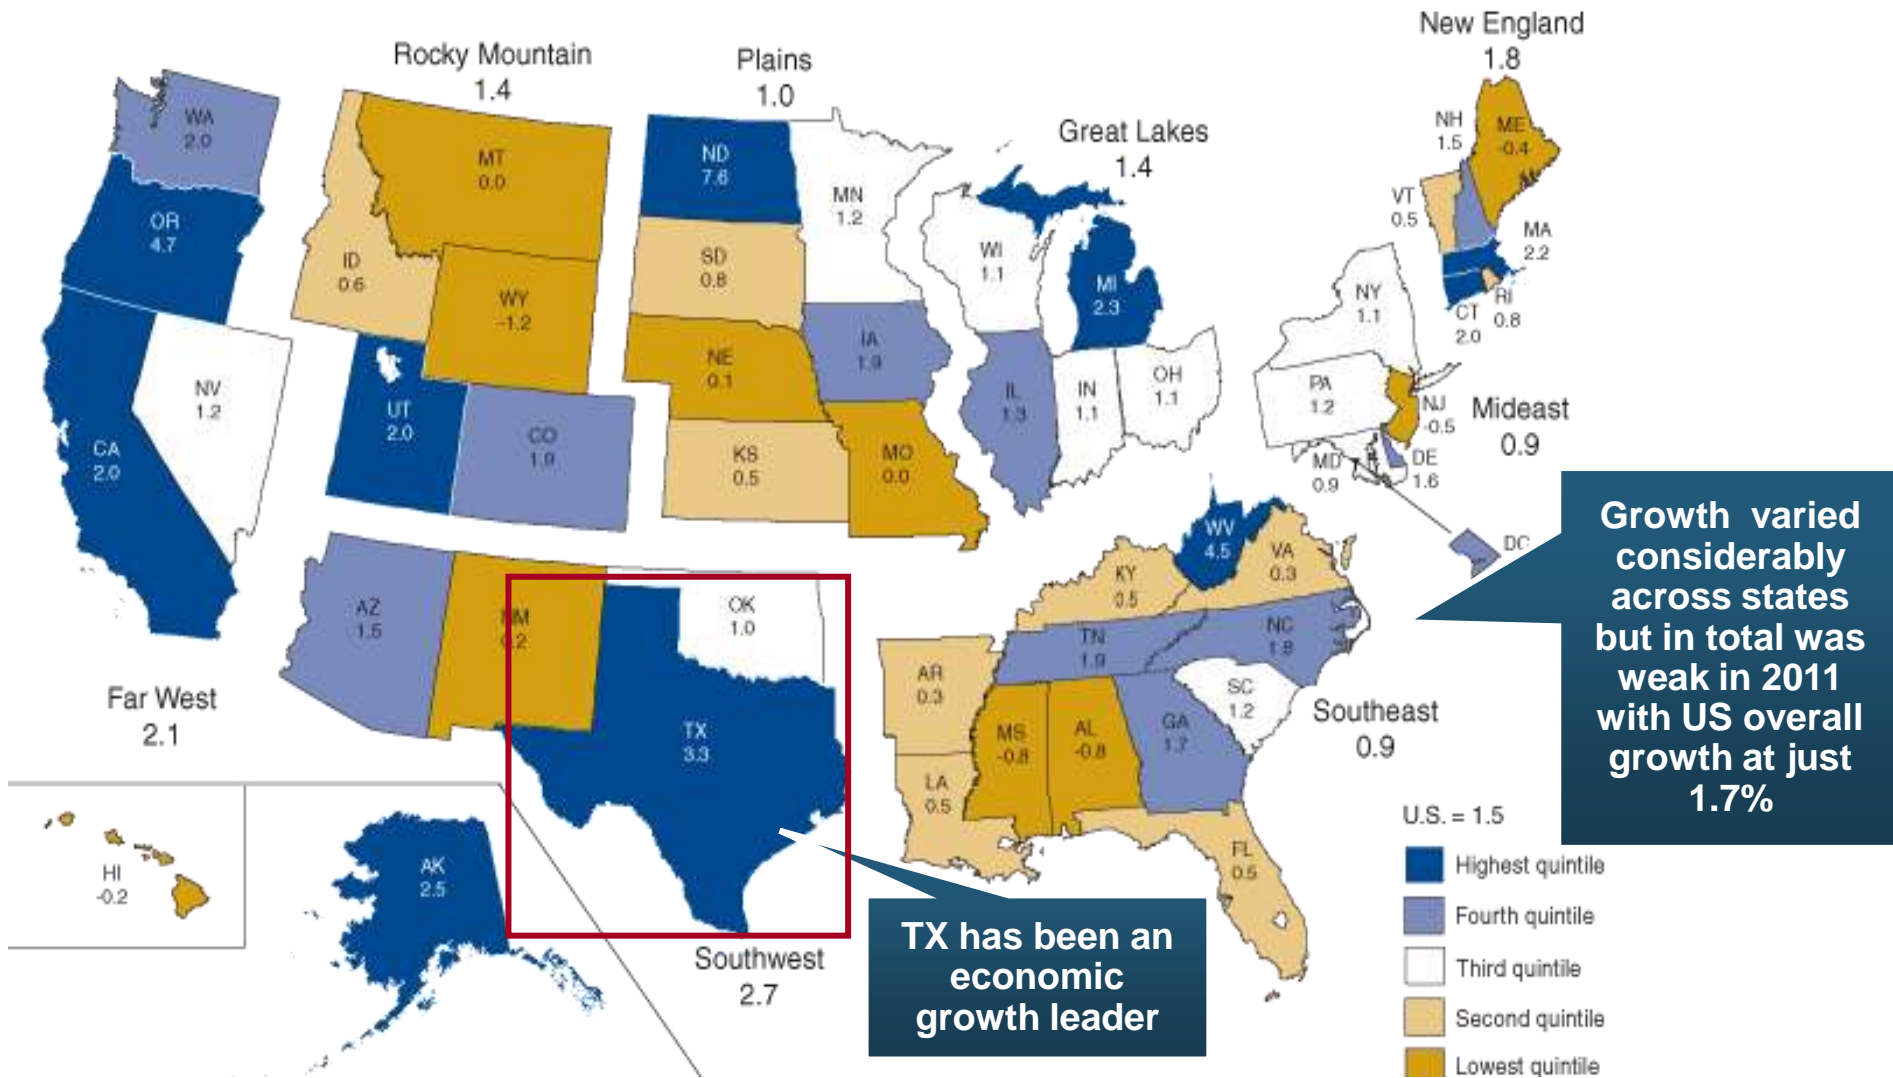 New England
1.8
Rocky Mountain
1.4
Plains
1.0
Great Lakes
1.4
WA
2.0
OR
4.7
CA
2.0
NV
1.2
MT
0.0
ID
0.6
WY
-1.2
UT
2.0
CO
1.9
ND
7.6
SD
0.8
NE
0.1
KS
0.5
MN
1.2
IA
1.9
MO
0.0
WI
1.1
MI
2.3
IL
1.3
IN
1.1
OH
1.1
NH
1.5
ME
-0.4
VT
0.5
MA
2.2
RI
0.8
CT
2.0
NY
1.1
PA
1.2
NJ
-0.5
Mideast
0.9
MD
0.9
DE
1.6
DC
WV
4.5
VA
0.3
KY
0.5
TN
1.9
NC
1.8
AR
0.3
SC
1.2
MS
-0.8
AL
-0.8
GA
1.7
LA
0.5
FL
0.5
Southeast
0.9
AZ
1.5
NM
0.2
OK
1.0
TX
3.3
Far West
2.1
HI
-0.2
AK
2.5
Southwest
2.7
TX has been an
economic
growth leader
Growth varied
considerably
across states
but in total was
weak in 2011
with US overall
growth at just
1.7%
U.S. = 1.5
Highest quintile
Fourth quintile
Third quintile
Second quintile
Lowest quintile